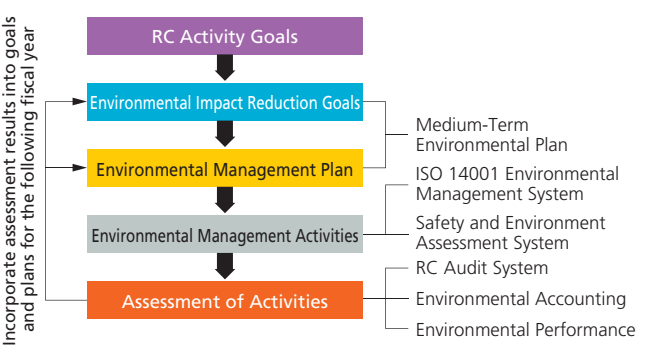 Incorporate assessment results into goals
and plans for the following fiscal year
RC Activity Goals
Environmental Impact Reduction Goals
Medium-Term
Environmental Plan
Environmental Management Plan
ISO 14001 Environmental
Management System
Environmental Management Activities
Safety and Environment
Assessment System
RC Audit System
Assessment of Activities
Environmental Accounting
Environmental Performance